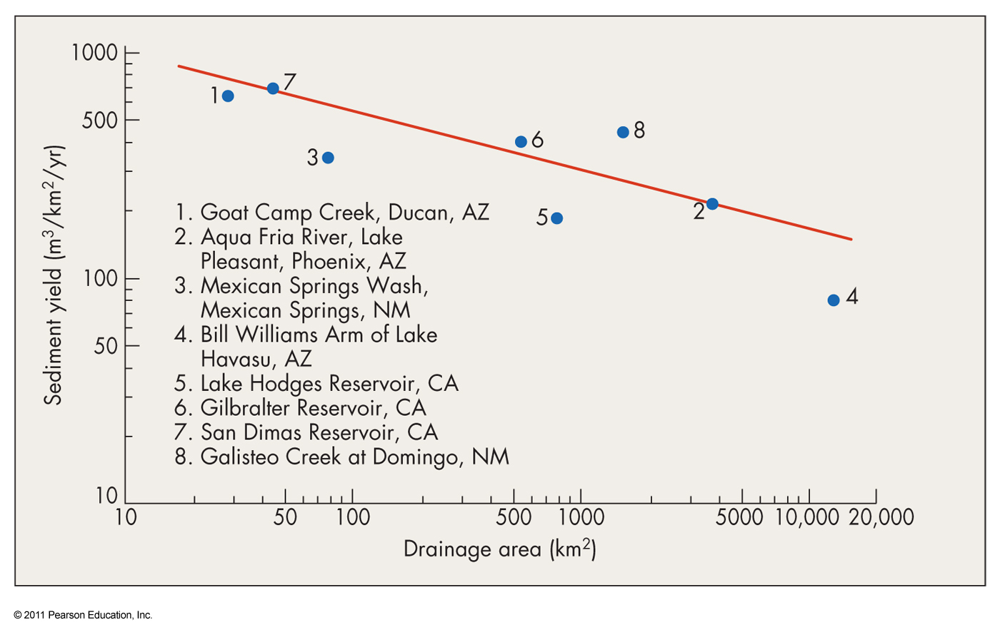 1000
500
100
50
10
Sediment yield (m³/km²/yr)
1
7
3
6
8
5
2
4
1. Goat Camp Creek, Ducan, AZ
2. Aqua Fria River, Lake
Pleasant, Phoenix, AZ
3. Mexican Springs Wash,
Mexican Springs, NM
4. Bill Williams Arm of Lake
Havasu, AZ
5. Lake Hodges Reservoir, CA
6. Gilbralter Reservoir, CA
7. San Dimas Reservoir, CA
8. Galisteo Creek at Domingo, NM
10 50 100 500 1000 5000 10,000 20,000
Drainage area (km²)
© 2011 Pearson Education, Inc.